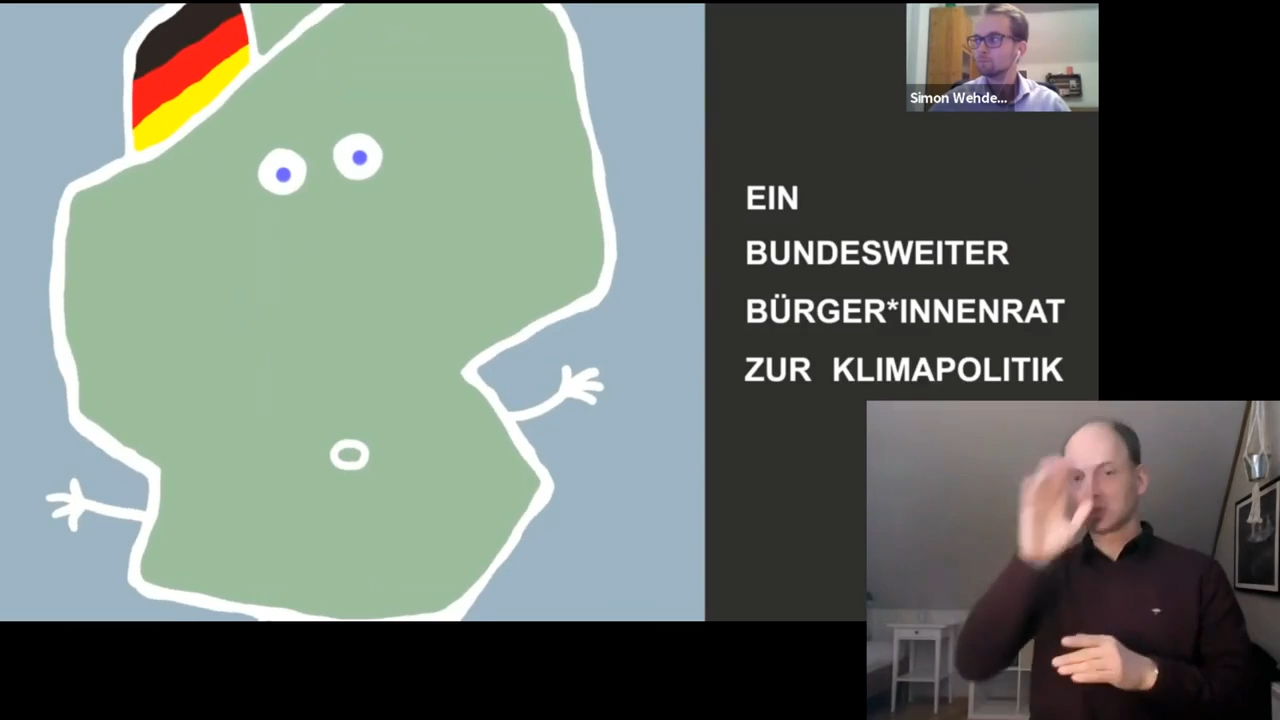 Simon Wehde...
EIN
BUNDESWEITER
BÜRGER*INNENRAT
ZUR KLIMAPOLITIK